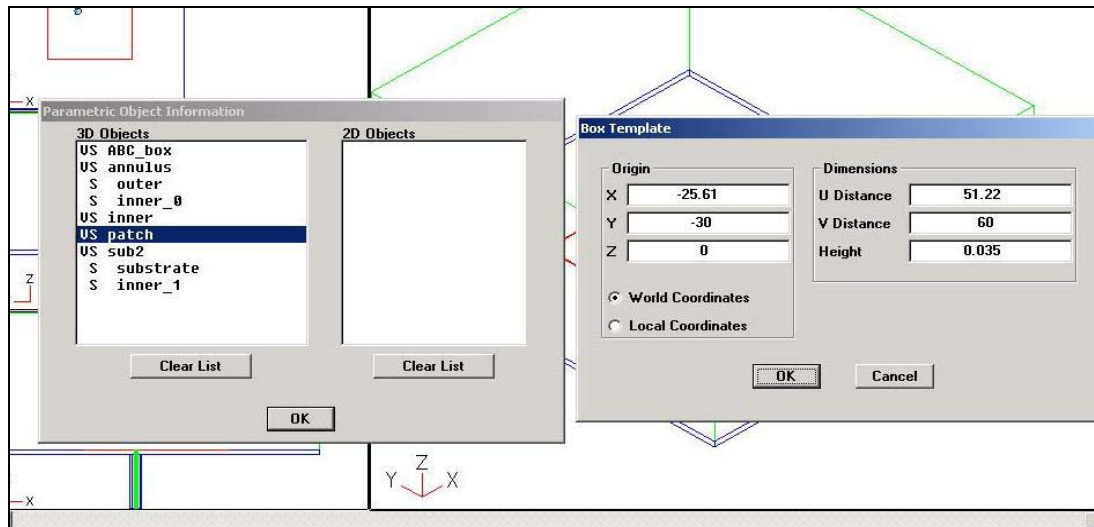 X
Parametric Object Information
3D Objects
2D Objects
VS ABC_box
VS annulus
S outer
S inner_0
VS inner
VS patch
VS sub2
S substrate
S inner_1
Clear List
Clear List
OK
Box Template
Origin
X -25.61
Y -30
Z 0
World Coordinates
Local Coordinates
Dimensions
U Distance 51.22
V Distance 60
Height 0.035
OK
Cancel
Z
Z
Y
X
X